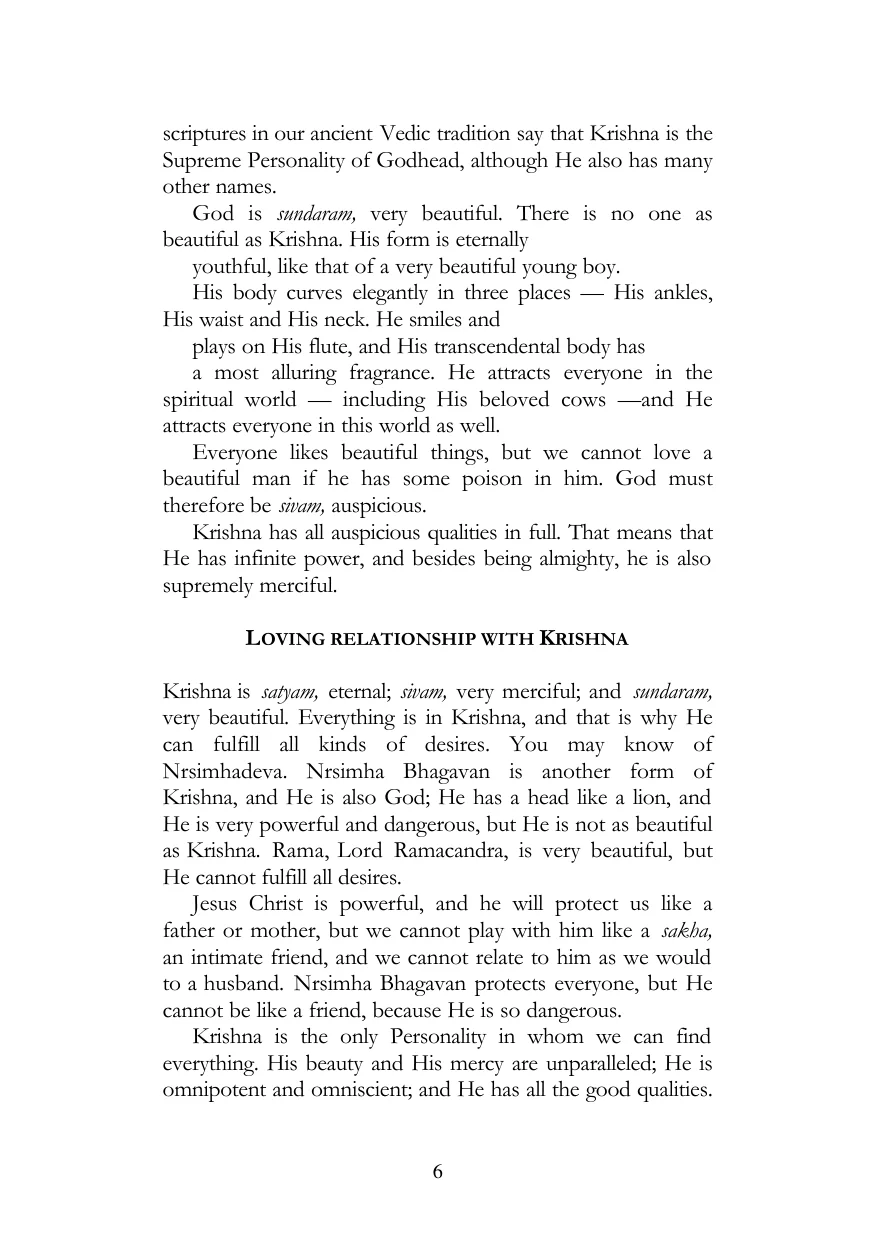 scriptures in our ancient Vedic tradition say that Krishna is the
Supreme Personality of Godhead, although He also has many
other names.
God is sundaram, very beautiful. There is no one as
beautiful as Krishna. His form is eternally
youthful, like that of a very beautiful young boy.
His body curves elegantly in three places — His ankles,
His waist and His neck. He smiles and
plays on His flute, and His transcendental body has
a most alluring fragrance. He attracts everyone in the
spiritual world — including His beloved cows —and He
attracts everyone in this world as well.
Everyone likes beautiful things, but we cannot love a
beautiful man if he has some poison in him. God must
therefore be sivam, auspicious.
Krishna has all auspicious qualities in full. That means that
He has infinite power, and besides being almighty, he is also
supremely merciful.
LOVING RELATIONSHIP WITH KRISHNA
Krishna is satyam, eternal; sivam, very merciful; and sundaram,
very beautiful. Everything is in Krishna, and that is why He
can fulfill all kinds of desires. You may know of
Nrsimhadeva. Nrsimha Bhagavan is another form of
Krishna, and He is also God; He has a head like a lion, and
He is very powerful and dangerous, but He is not as beautiful
as Krishna. Rama, Lord Ramacandra, is very beautiful, but
He cannot fulfill all desires.
Jesus Christ is powerful, and he will protect us like a
father or mother, but we cannot play with him like a sakha,
an intimate friend, and we cannot relate to him as we would
to a husband. Nrsimha Bhagavan protects everyone, but He
cannot be like a friend, because He is so dangerous.
Krishna is the only Personality in whom we can find
everything. His beauty and His mercy are unparalleled; He is
omnipotent and omniscient; and He has all the good qualities.
6